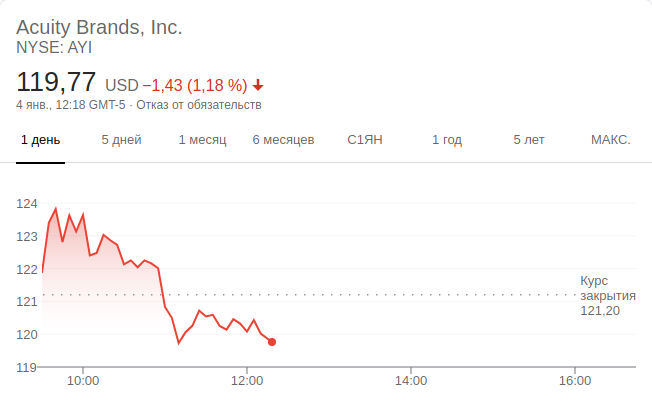 Acuity Brands, Inc.
NYSE: AYI
119,77 USD −1,43 (1,18 %)
4 янв., 12:18 GMT-5 · Отказ от обязательств
1 день 5 дней 1 месяц 6 месяцев С1ЯН 1 год 5 лет МАКС.
124
123
122
121
120
119
Курс
закрытия
121,20
10:00 12:00 14:00 16:00